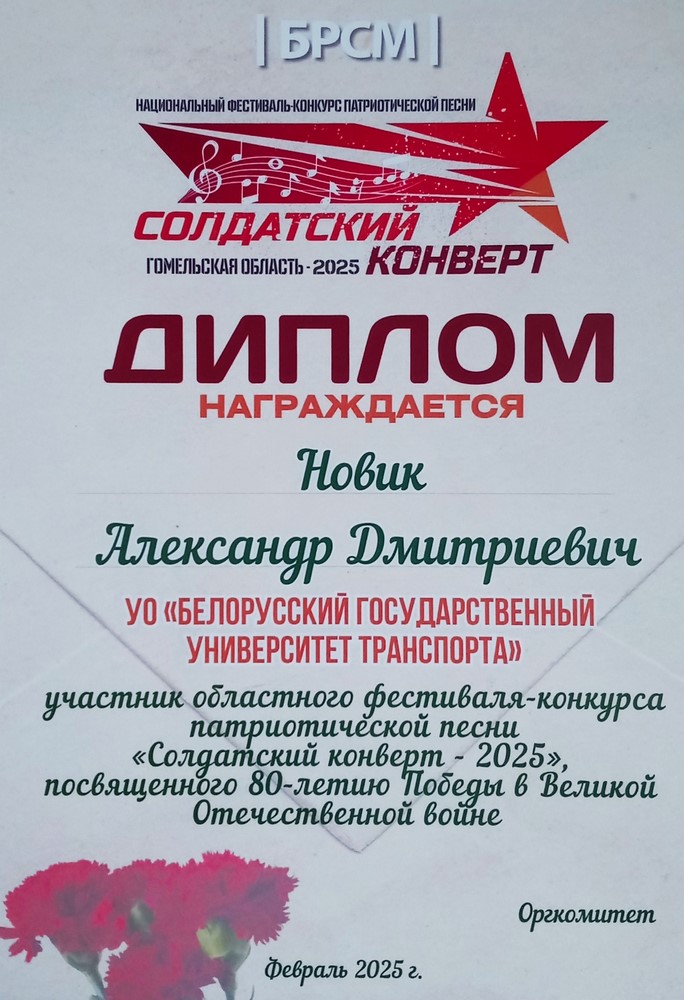 | БРСМ |
НАЦИОНАЛЬНЫЙ ФЕСТИВАЛЬ-КОНКУРС ПАТРИОТИЧЕСКОЙ ПЕСНИ
СОЛДАТСКИЙ
КОНВЕРТ
ГОМЕЛЬСКАЯ ОБЛАСТЬ - 2025
ДИПЛОМ
НАГРАЖДАЕТСЯ
Новик
Александр Дмитриевич
УО «БЕЛОРУССКИЙ ГОСУДАРСТВЕННЫЙ
УНИВЕРСИТЕТ ТРАНСПОРТА»
участник областного фестиваля-конкурса
патриотической песни
«Солдатский конверт - 2025»,
посвященного 80-летию Победы в Великой
Отечественной войне
Оргкомитет
Февраль 2025 г.